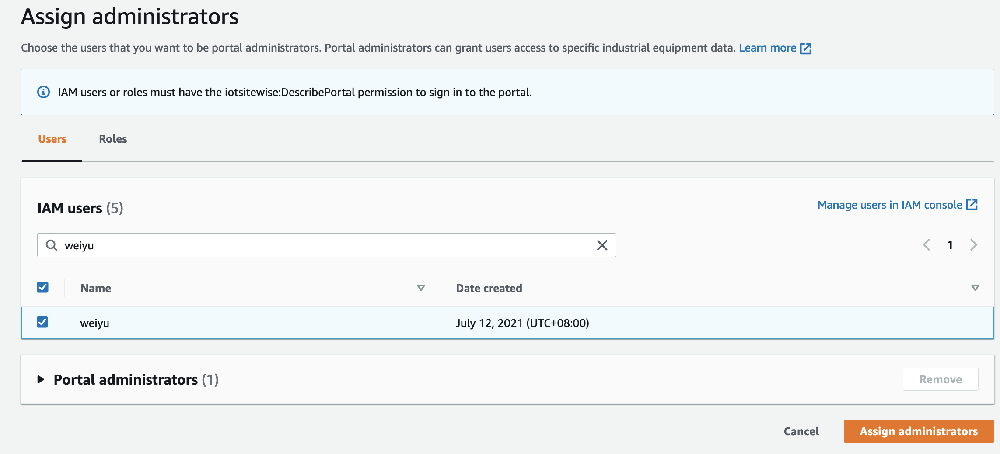 Assign administrators
Choose the users that you want to be portal administrators. Portal administrators can grant users access to specific industrial equipment data. Learn more
IAM users or roles must have the iotsitewise:DescribePortal permission to sign in to the portal.
Users Roles
IAM users (5) Manage users in IAM console
weiyu 1
Name Date created
weiyu July 12, 2021 (UTC+08:00)
Portal administrators (1) Remove
Cancel Assign administrators